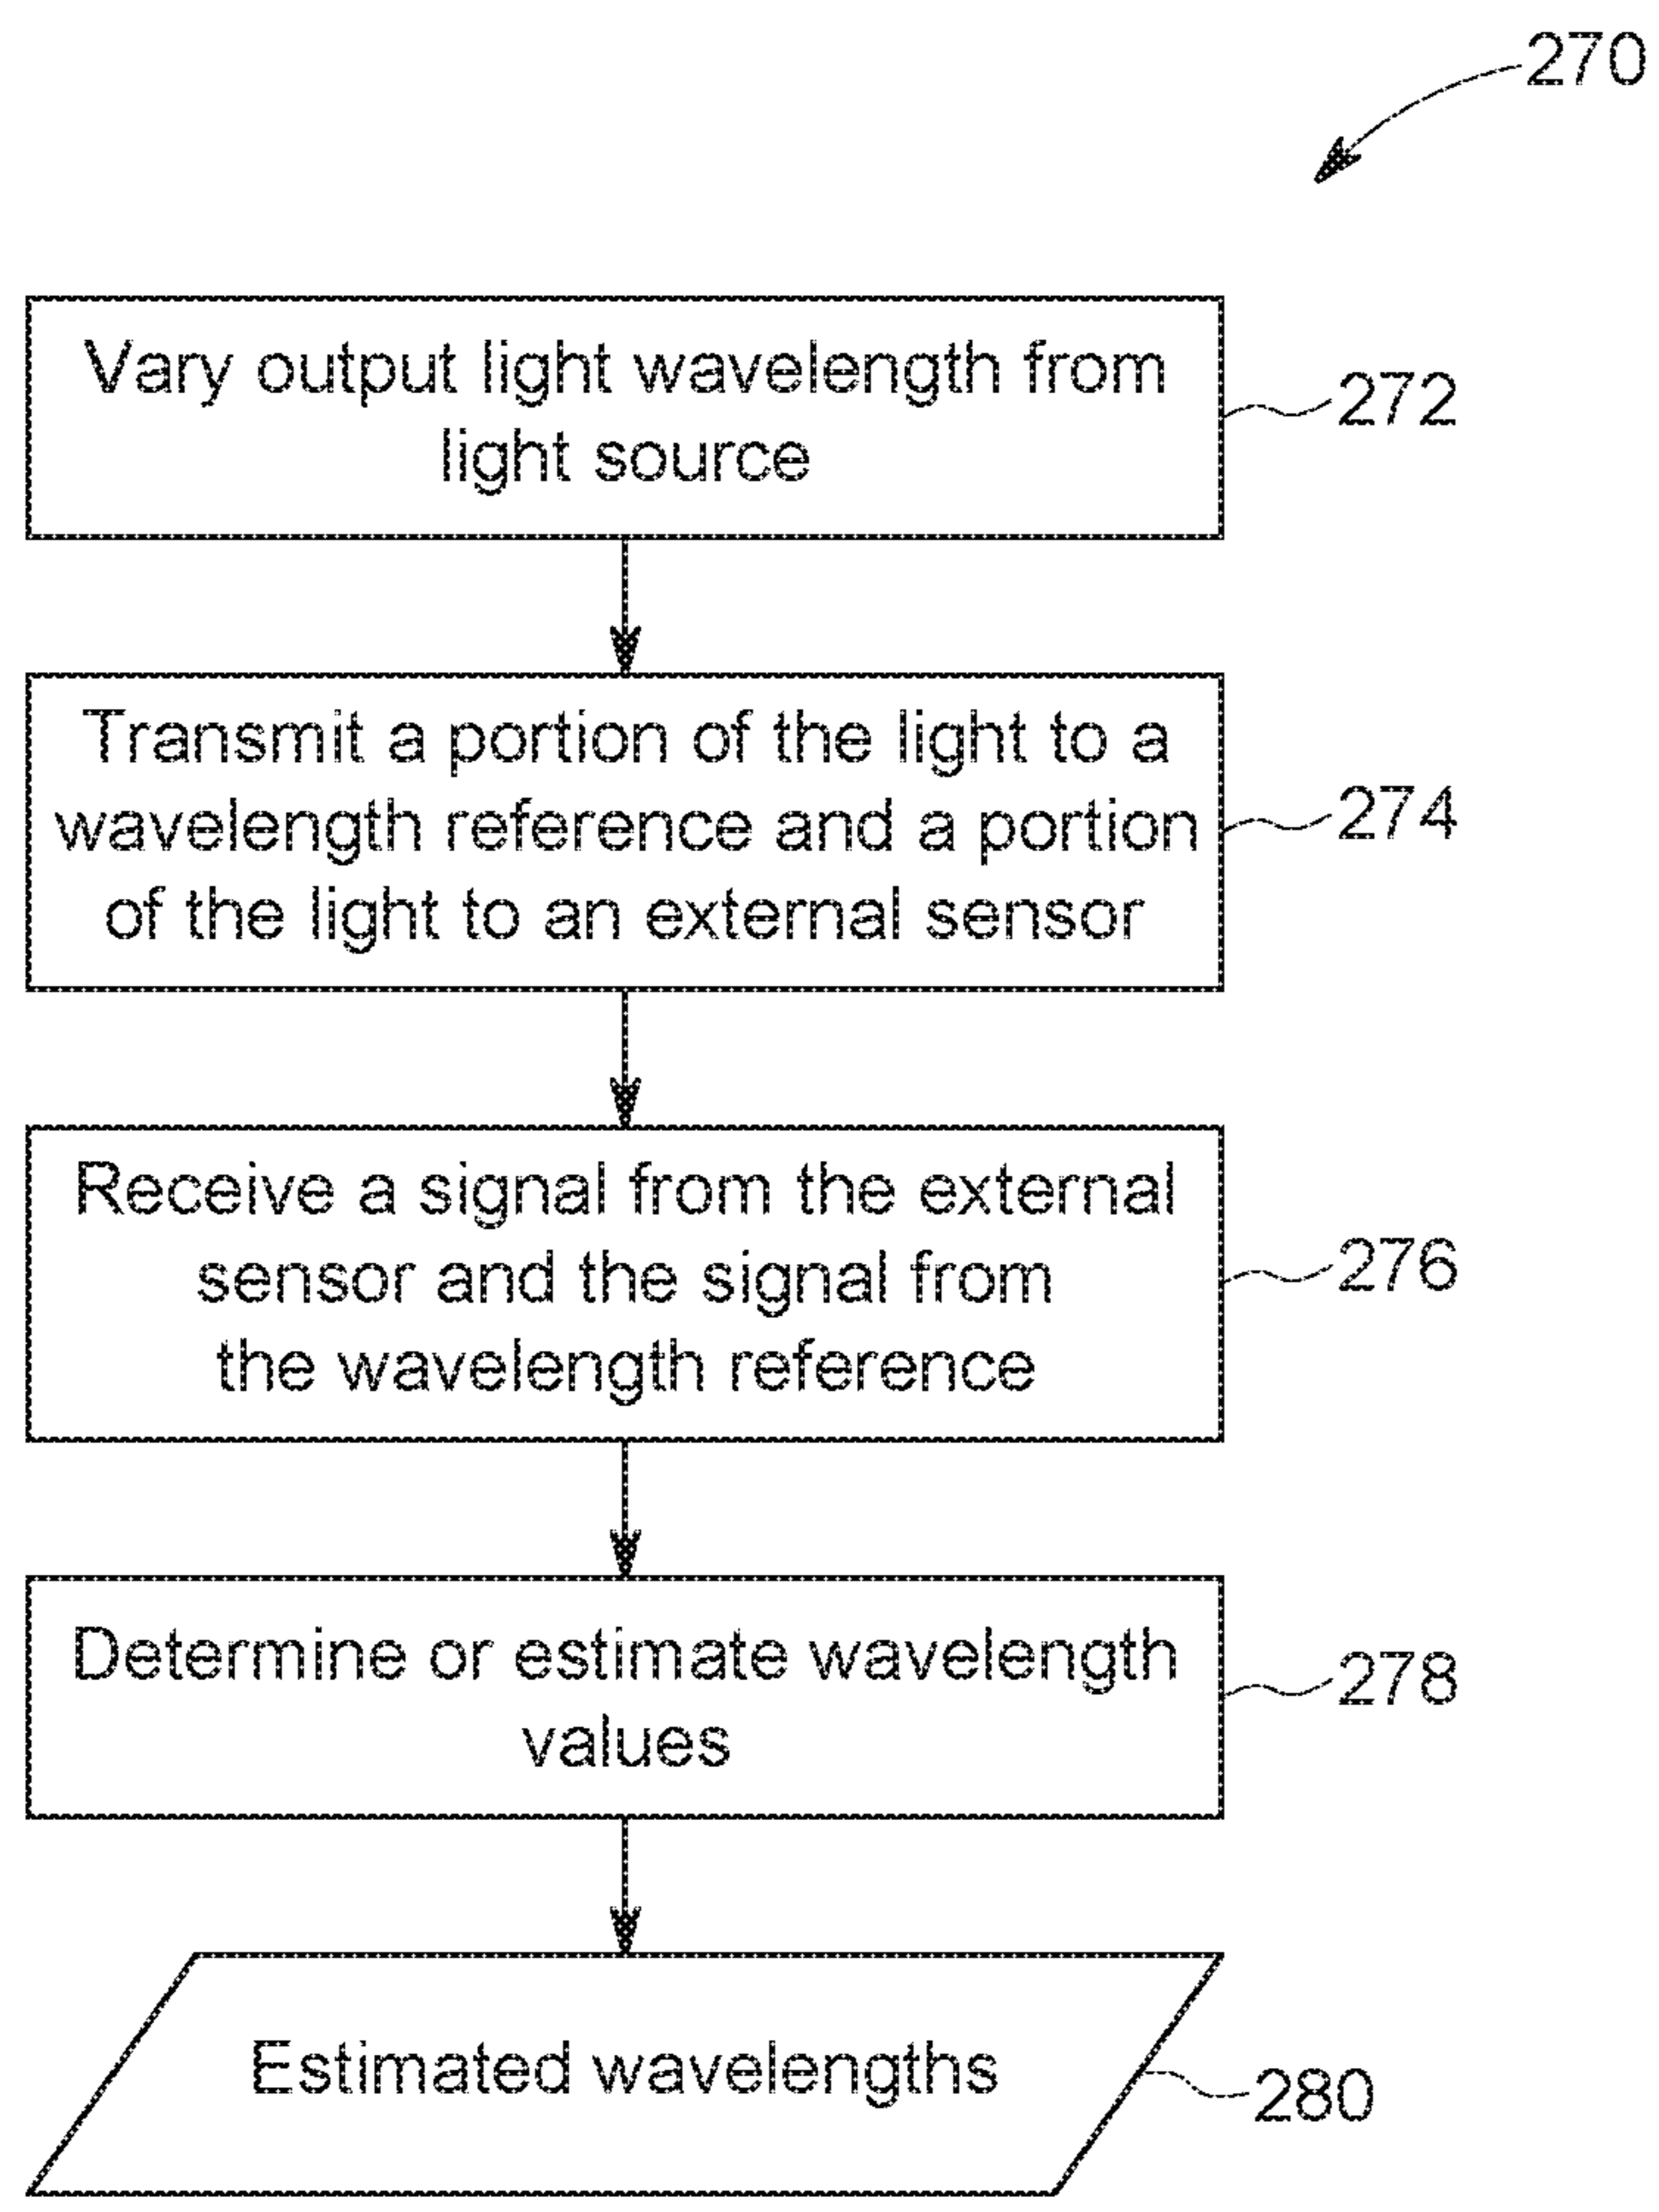 270
Vary output light wavelength from
light source
272
Transmit a portion of the light to a
wavelength reference and a portion
of the light to an external sensor
274
Receive a signal from the external
sensor and the signal from
the wavelength reference
276
Determine or estimate wavelength
values
278
Estimated wavelengths
280